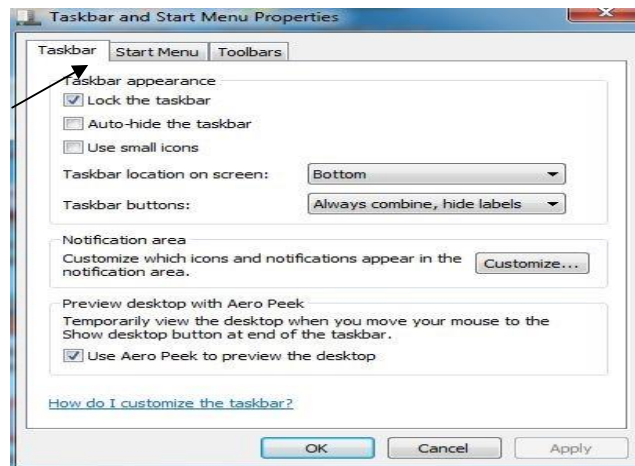 Taskbar and Start Menu Properties
Taskbar Start Menu Toolbars
Taskbar appearance
Lock the taskbar
Auto-hide the taskbar
Use small icons
Taskbar location on screen: Bottom
Taskbar buttons: Always combine, hide labels
Notification area
Customize which icons and notifications appear in the
notification area.
Customize...
Preview desktop with Aero Peek
Temporarily view the desktop when you move your mouse to the
Show desktop button at end of the taskbar.
Use Aero Peek to preview the desktop
How do I customize the taskbar?
OK Cancel Apply